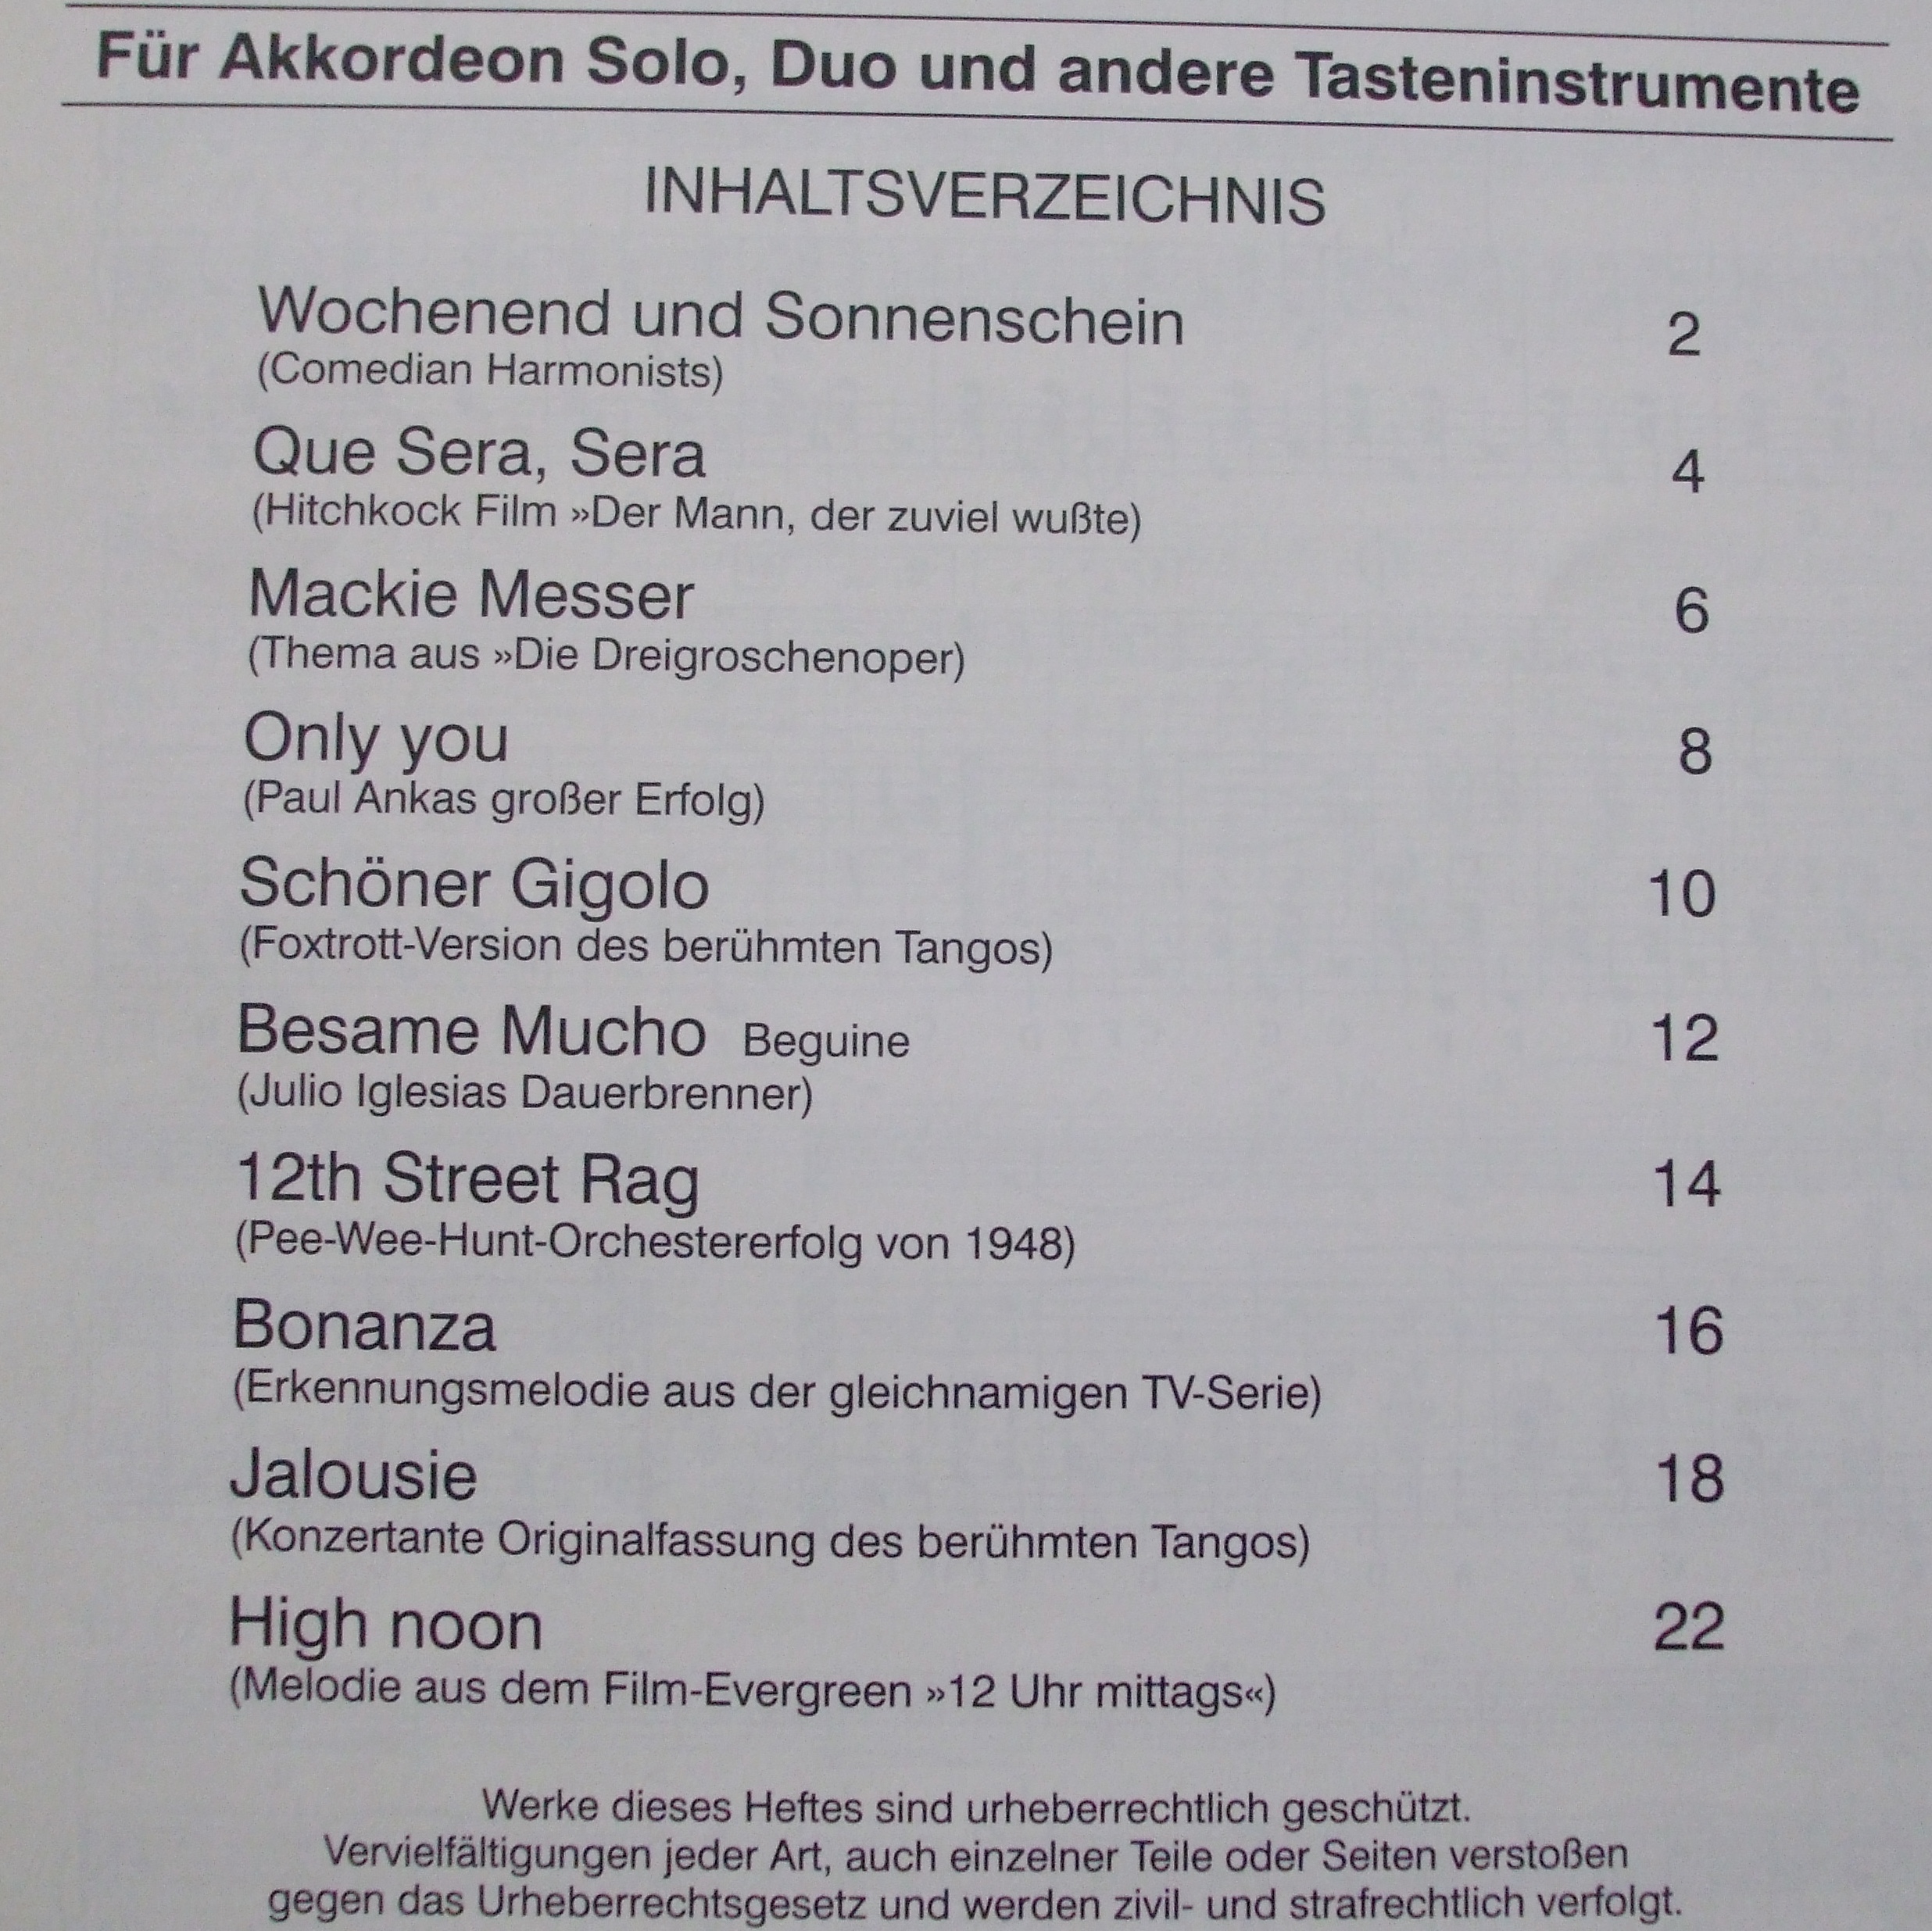 Für Akkordeon Solo, Duo und andere Tasteninstrumente
INHALTSVERZEICHNIS
Wochenend und Sonnenschein 2
(Comedian Harmonists)
Que Sera, Sera 4
(Hitchkock Film »Der Mann, der zuviel wußte)
Mackie Messer 6
(Thema aus »Die Dreigroschenoper)
Only you 8
(Paul Ankas großer Erfolg)
Schöner Gigolo 10
(Foxtrott-Version des berühmten Tangos)
Besame Mucho Beguine 12
(Julio Iglesias Dauerbrenner)
12th Street Rag 14
(Pee-Wee-Hunt-Orchestererfolg von 1948)
Bonanza 16
(Erkennungsmelodie aus der gleichnamigen TV-Serie)
Jalousie 18
(Konzertante Originalfassung des berühmten Tangos)
High noon 22
(Melodie aus dem Film-Evergreen »12 Uhr mittags«)
Werke dieses Heftes sind urheberrechtlich geschützt.
Vervielfältigungen jeder Art, auch einzelner Teile oder Seiten verstoßen
gegen das Urheberrechtsgesetz und werden zivil- und strafrechtlich verfolgt.